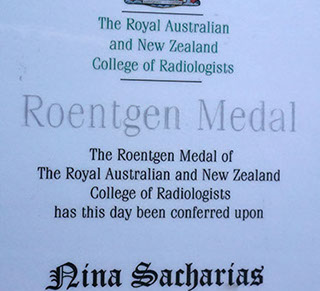 The Royal Australian
and New Zealand
College of Radiologists
Roentgen Medal
The Roentgen Medal of
The Royal Australian and New Zealand
College of Radiologists
has this day been conferred upon
Nina Sacharias